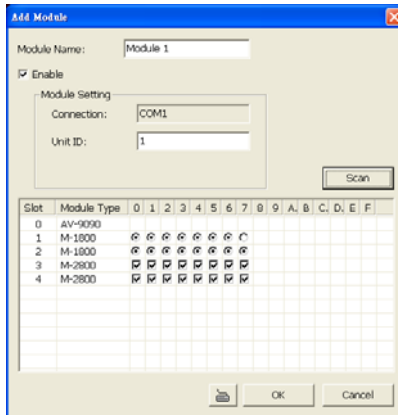 Add Module
Module Name: Module 1
Enable
Module Setting
Connection: COM1
Unit ID: 1
Scan
Slot Module Type 0 1 2 3 4 5 6 7 8 9 A. B C. D. E F
0 AV-9090
1 M-1800
2 M-1800
3 M-2800
4 M-2800
OK Cancel